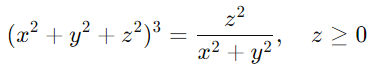 (x² + y² + z²)³ = z² / (x² + y²), z ≥ 0